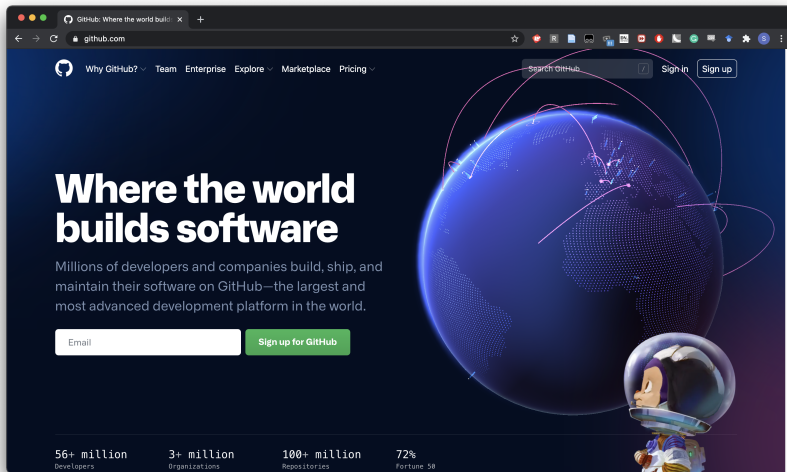 GitHub: Where the world build
github.com
Why GitHub?
Team
Enterprise
Explore
Marketplace
Pricing
Search GitHub
/
Sign in
Sign up
Where the world
builds software
Millions of developers and companies build, ship, and
maintain their software on GitHub—the largest and
most advanced development platform in the world.
Email
Sign up for GitHub
56+ million
3+ million
100+ million
72%
Developers
Organizations
Repositories
Fortune 50